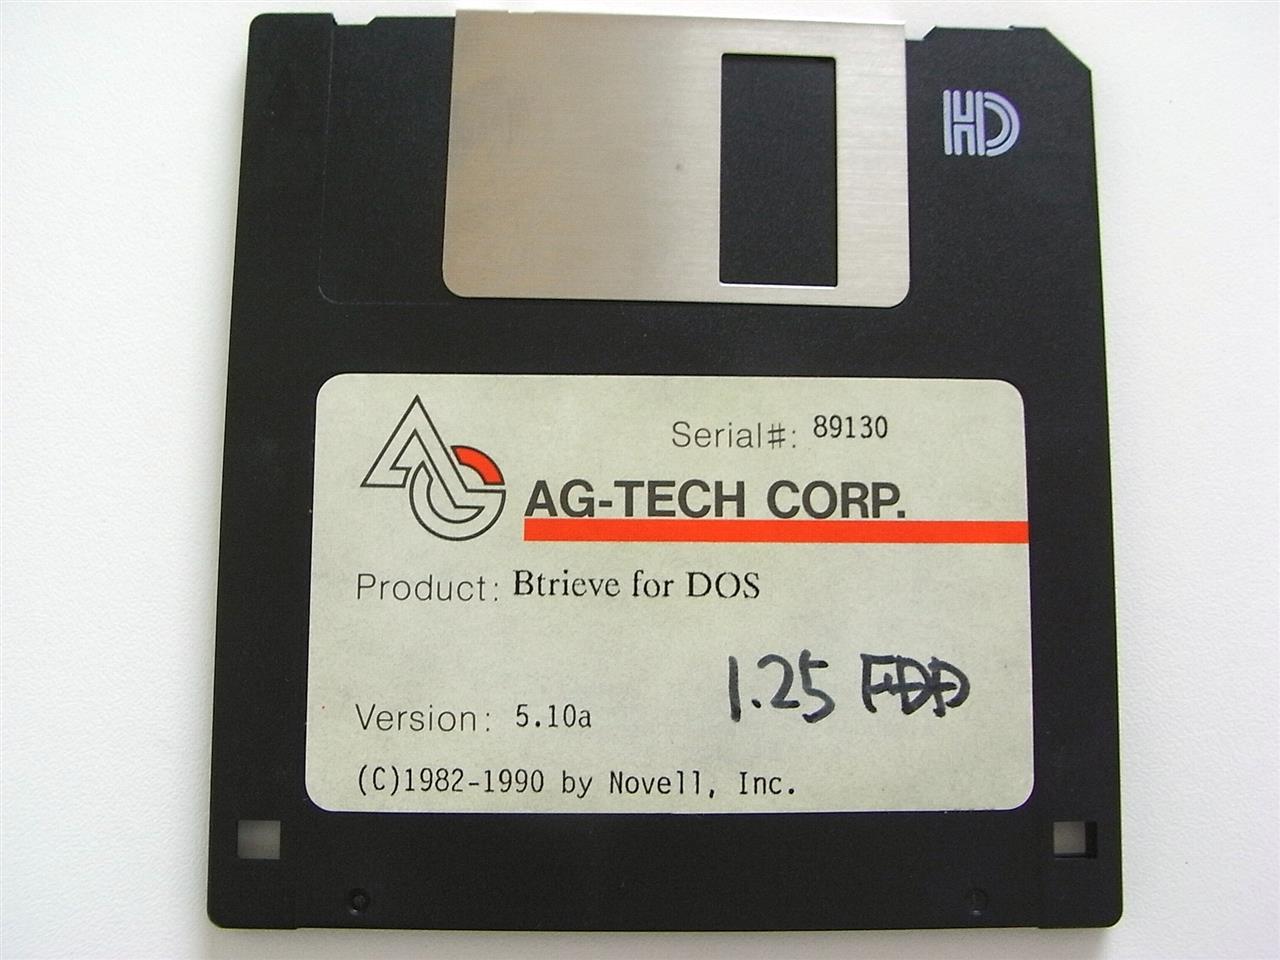 HD
Serial#: 89130
AG
AG-TECH CORP.
Product: Btrieve for DOS
1.25 FDD
Version: 5.10a
(C)1982-1990 by Novell, Inc.